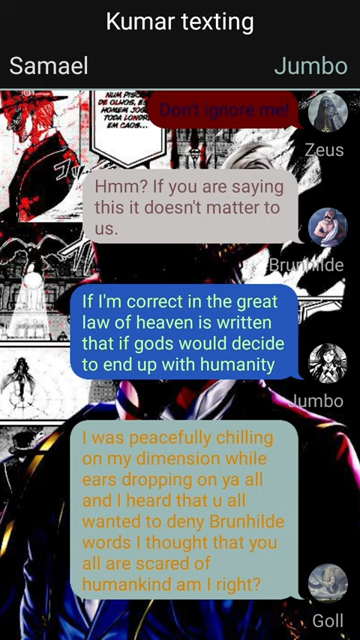 Kumar texting
Samael
Jumbo
NUM PISCAR
DE OLHOS, ES
HOMEM JOGO
TODA LONDRE
EM CAOS...
Don't ignore me!
Zeus
Hmm? If you are saying
this it doesn't matter to
us.
Brunhilde
If I'm correct in the great
law of heaven is written
that if gods would decide
to end up with humanity
Jumbo
I was peacefully chilling
on my dimension while
ears dropping on ya all
and I heard that u all
wanted to deny Brunhilde
words I thought that you
all are scared of
humankind am I right?
Goll